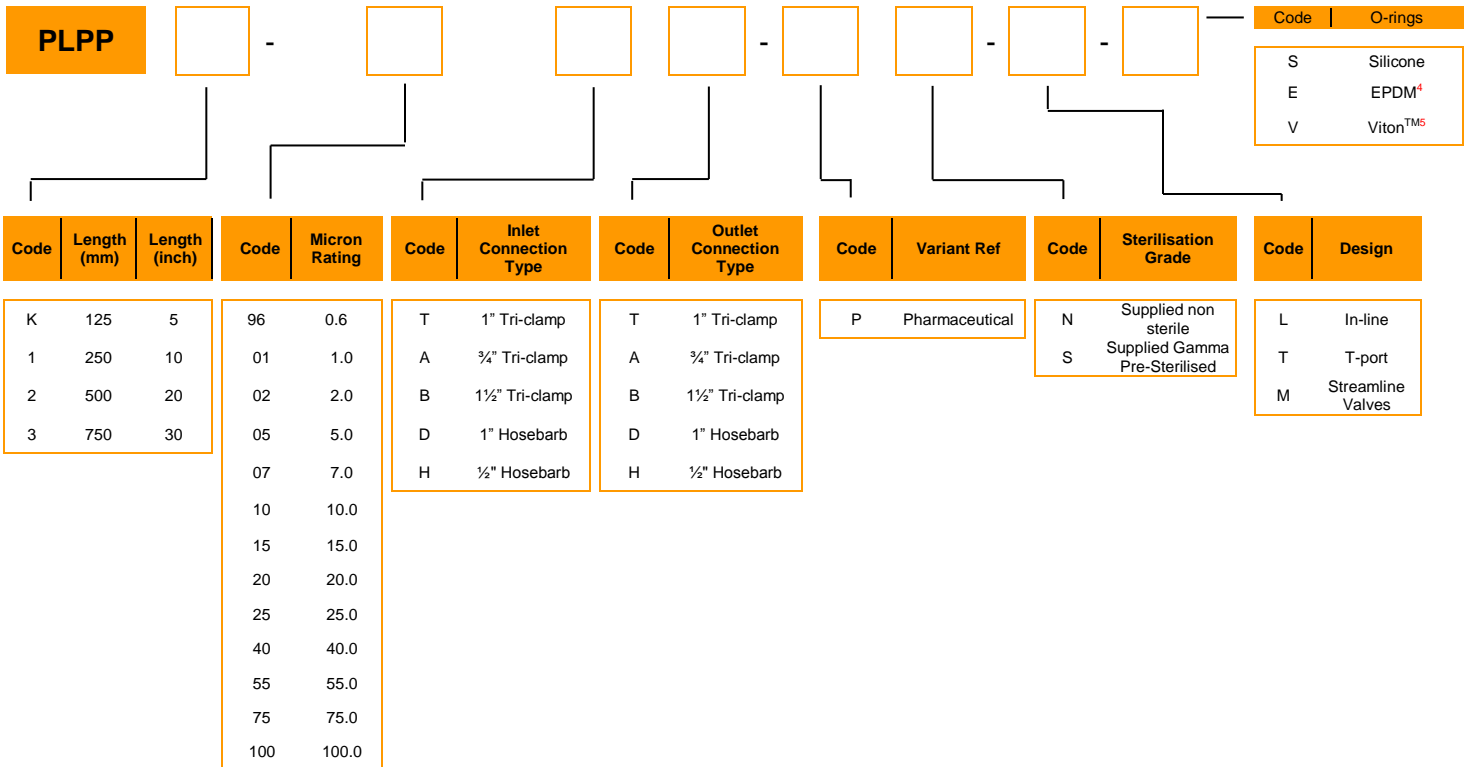 PLPP - - - -
Code O-rings
S Silicone
E EPDM4
V VitonTM5
Code Length (mm) Length (inch)
K 125 5
1 250 10
2 500 20
3 750 30
Code Micron Rating
96 0.6
01 1.0
02 2.0
05 5.0
07 7.0
10 10.0
15 15.0
20 20.0
25 25.0
40 40.0
55 55.0
75 75.0
100 100.0
Code Inlet Connection Type
T 1” Tri-clamp
A ¾” Tri-clamp
B 1½” Tri-clamp
D 1” Hosebarb
H ½" Hosebarb
Code Outlet Connection Type
T 1” Tri-clamp
A ¾” Tri-clamp
B 1½” Tri-clamp
D 1” Hosebarb
H ½" Hosebarb
Code Variant Ref
P Pharmaceutical
Code Sterilisation Grade
N Supplied non sterile
S Supplied Gamma Pre-Sterilised
Code Design
L In-line
T T-port
M Streamline Valves